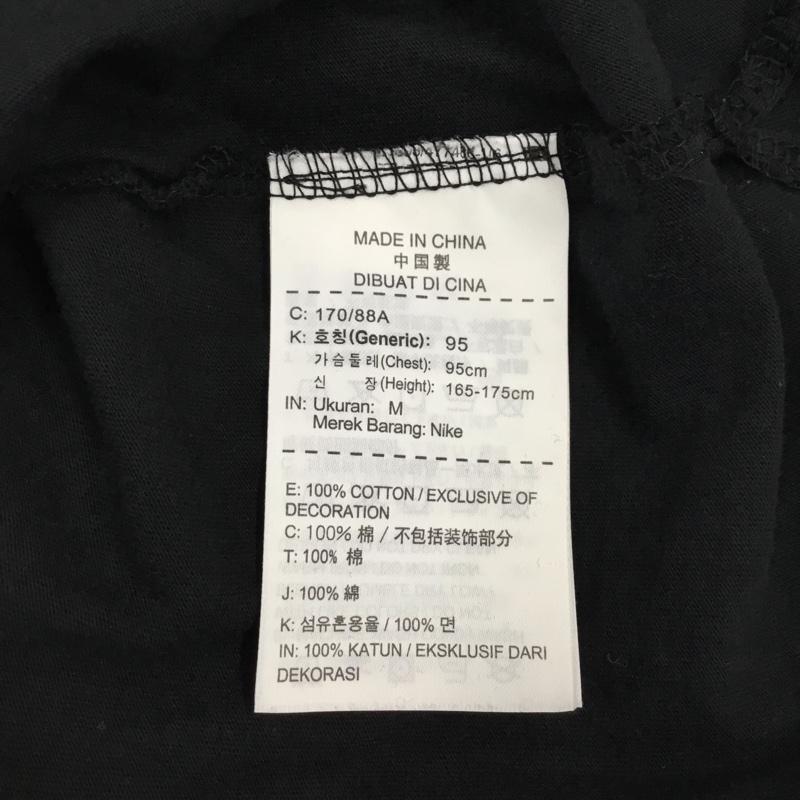 MADE IN CHINA
中国製
DIBUAT DI CINA
C: 170/88A
K: 호칭(Generic): 95
가슴둘레(Chest): 95cm
신 장(Height): 165-175cm
IN: Ukuran: M
Merek Barang: Nike
E: 100% COTTON / EXCLUSIVE OF
DECORATION
C: 100% 棉 / 不包括装饰部分
T: 100% 棉
J: 100% 綿
K: 섬유혼용율 / 100% 면
IN: 100% KATUN / EKSKLUSIF DARI
DEKORASI